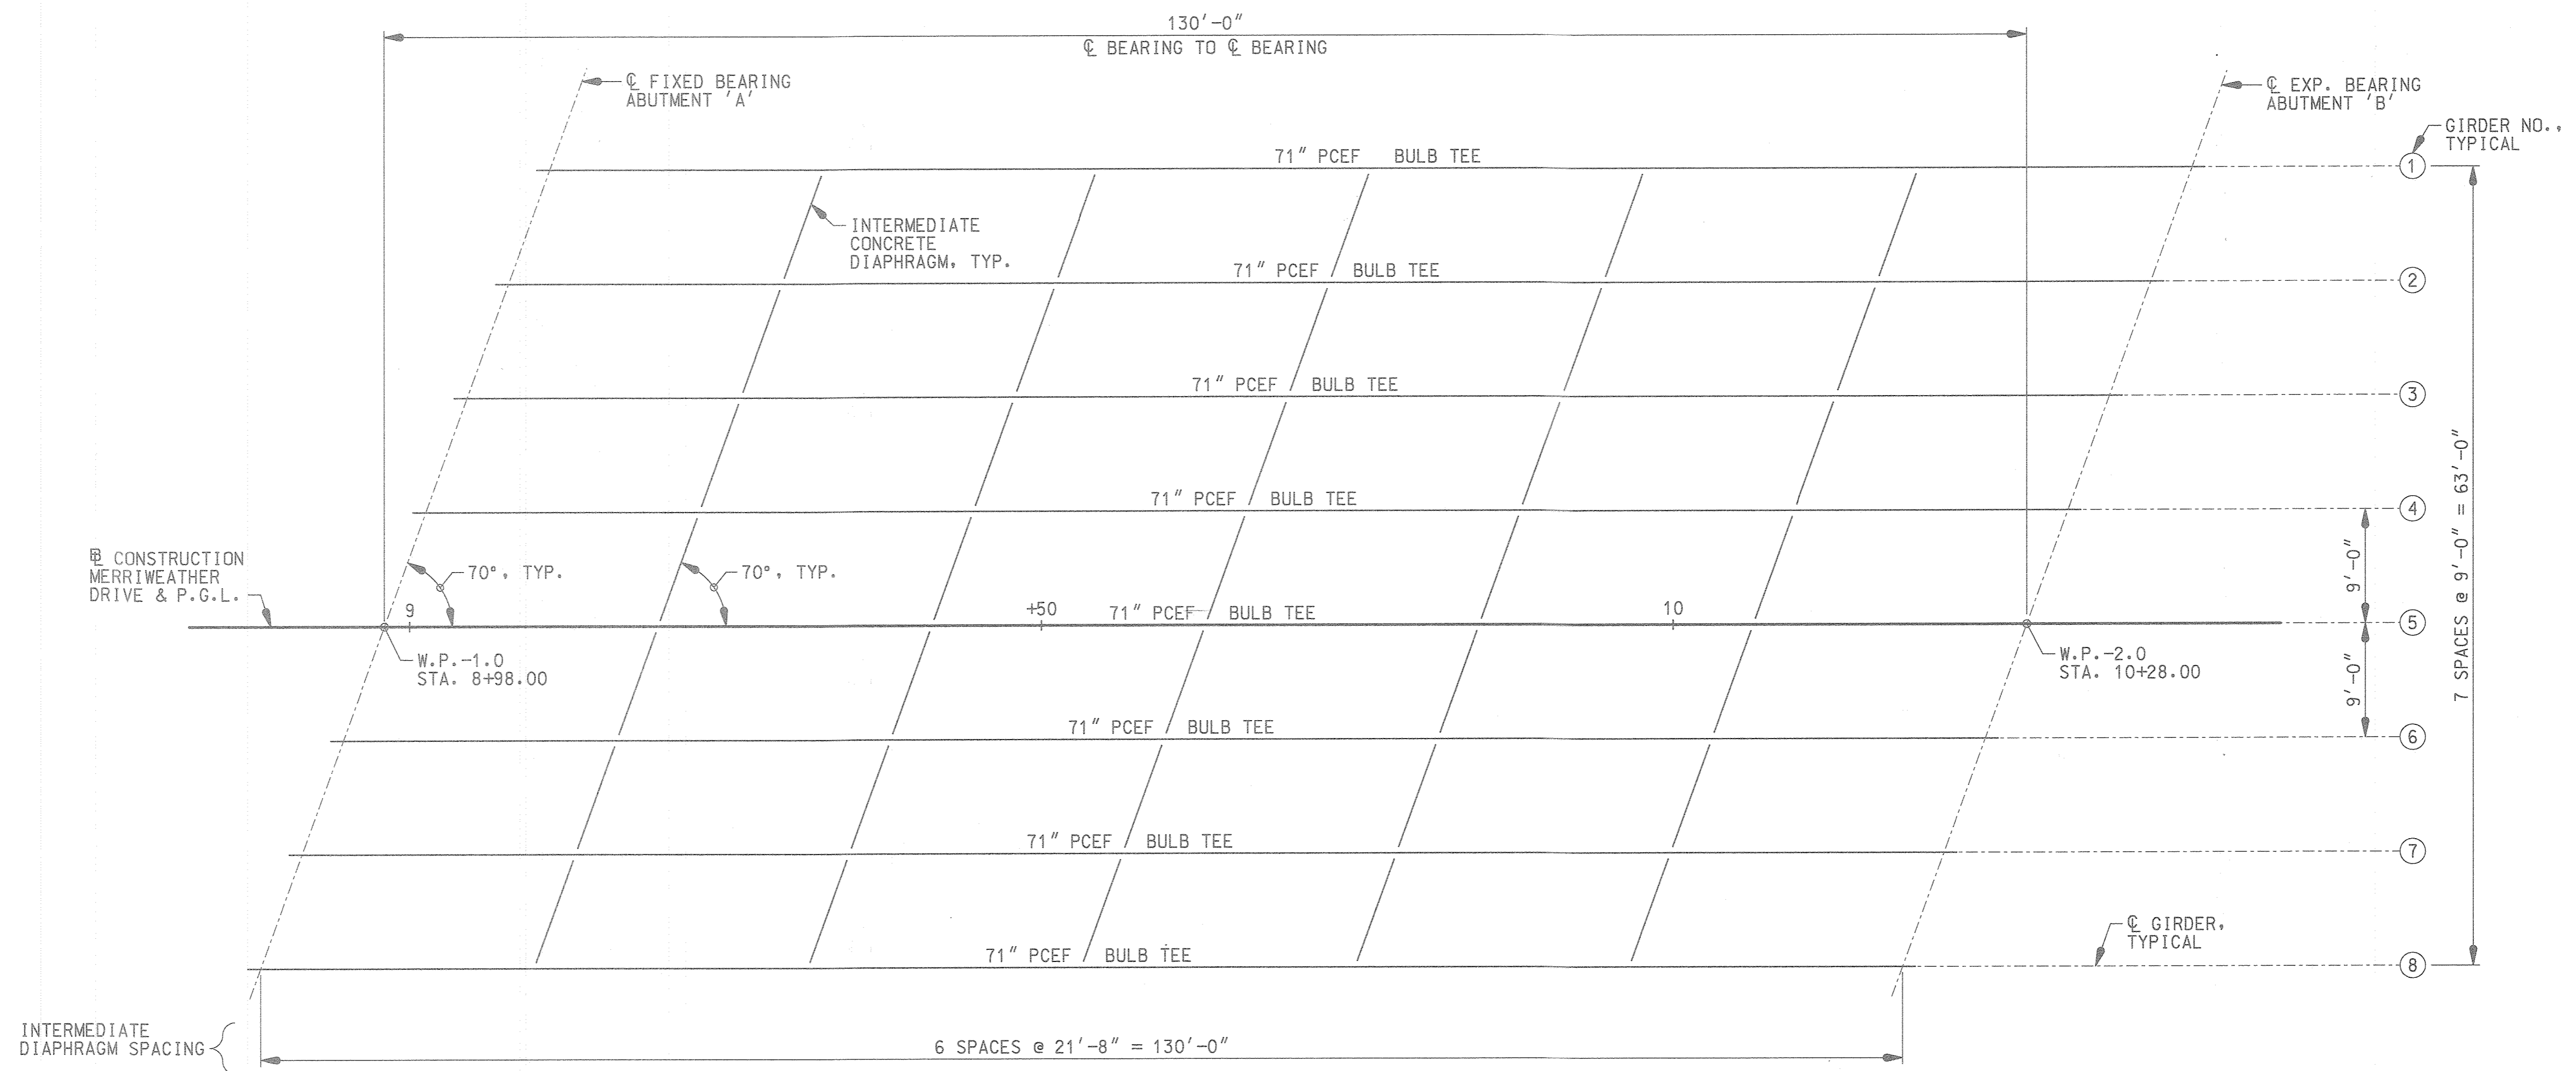 130'-0"
℄ BEARING TO ℄ BEARING
℄ FIXED BEARING
ABUTMENT 'A'
℄ EXP. BEARING
ABUTMENT 'B'
GIRDER NO.,
TYPICAL
71" PCEF BULB TEE
1
INTERMEDIATE
CONCRETE
DIAPHRAGM, TYP.
71" PCEF BULB TEE
2
71" PCEF BULB TEE
3
71" PCEF BULB TEE
4
7 SPACES @ 9'-0" = 63'-0"
9'-0"
BL CONSTRUCTION
MERRIWEATHER
DRIVE & P.G.L.
70°, TYP.
70°, TYP.
9
+50
71" PCEF BULB TEE
10
5
W.P.-1.0
STA. 8+98.00
W.P.-2.0
STA. 10+28.00
9'-0"
71" PCEF BULB TEE
6
71" PCEF BULB TEE
7
℄ GIRDER,
TYPICAL
71" PCEF BULB TEE
8
INTERMEDIATE
DIAPHRAGM SPACING
6 SPACES @ 21'-8" = 130'-0"